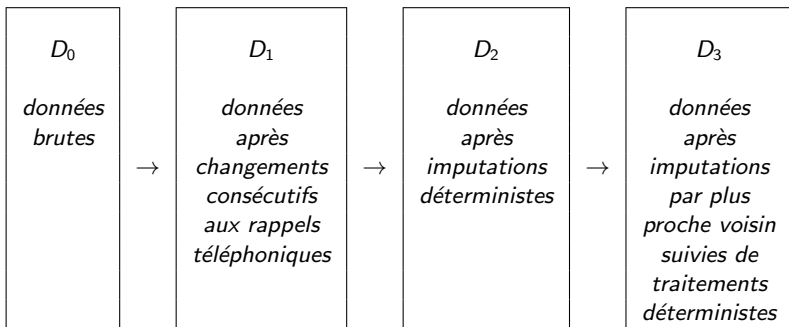 D₀
données
brutes
→
D₁
données
après
changements
consécutifs
aux rappels
téléphoniques
→
D₂
données
après
imputations
déterministes
→
D₃
données
après
imputations
par plus
proche voisin
suivies de
traitements
déterministes